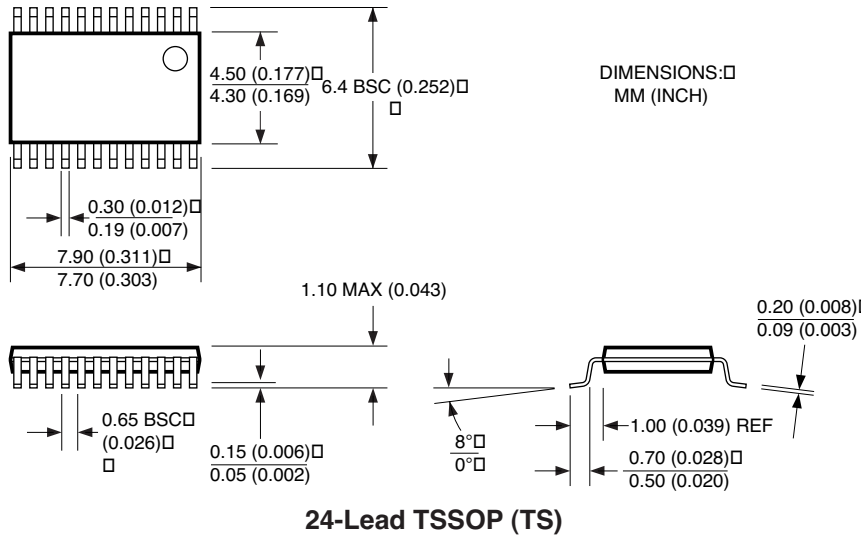 4.50 (0.177)
4.30 (0.169)
6.4 BSC (0.252)
DIMENSIONS:
MM (INCH)
0.30 (0.012)
0.19 (0.007)
7.90 (0.311)
7.70 (0.303)
1.10 MAX (0.043)
0.20 (0.008)
0.09 (0.003)
0.65 BSC
(0.026)
0.15 (0.006)
0.05 (0.002)
8°
0°
1.00 (0.039) REF
0.70 (0.028)
0.50 (0.020)
24-Lead TSSOP (TS)